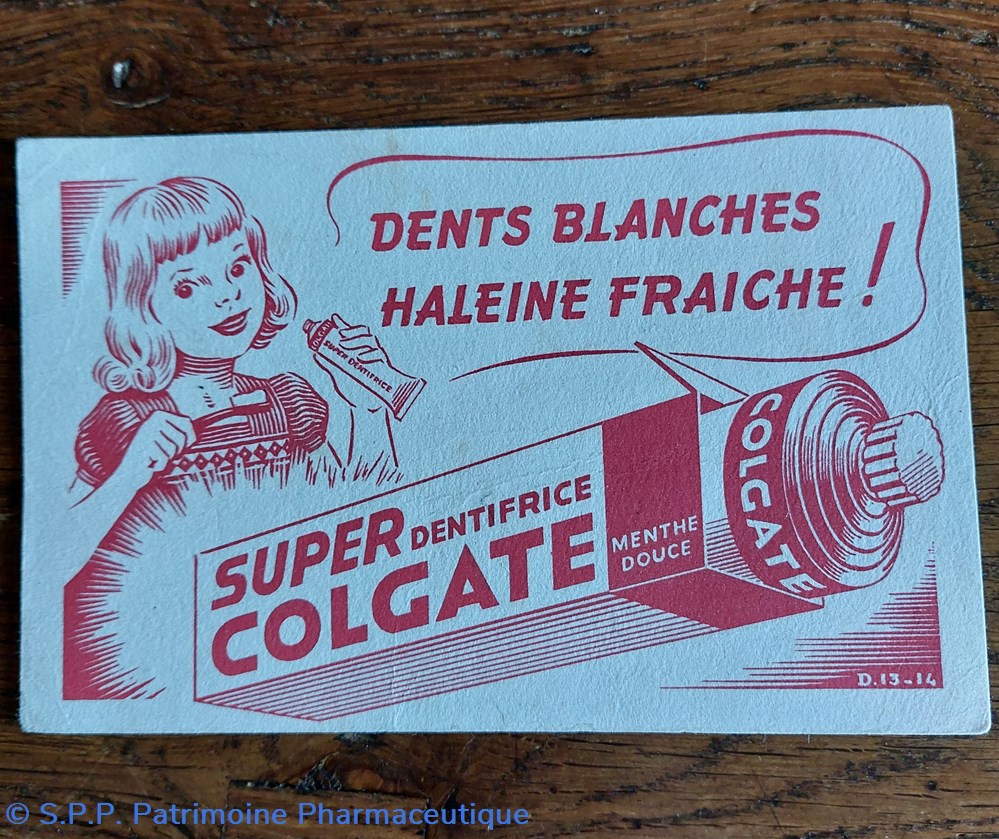 DENTS BLANCHES
HALEINE FRAICHE !
COLGATE
SUPER DENTIFRICE
SUPER DENTIFRICE
COLGATE
MENTHE
DOUCE
COLGATE
D.13-14
© S.P.P. Patrimoine Pharmaceutique